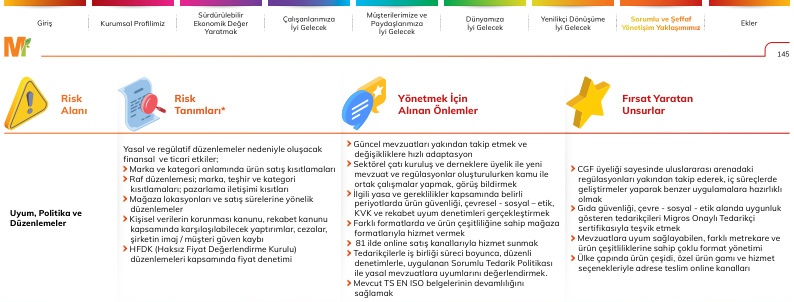 Giriş
Kurumsal Profilimiz
Sürdürülebilir
Ekonomik Değer
Yaratmak
Çalışanlarımıza
İyi Gelecek
Müşterilerimize ve
Paydaşlarımıza
İyi Gelecek
Dünyamıza
İyi Gelecek
Yenilikçi Dönüşüme
İyi Gelecek
Sorumlu ve Şeffaf
Yönetişim Yaklaşımımız
Ekler
M
145
Risk
Alanı
Risk
Tanımları*
Yönetmek İçin
Alınan Önlemler
Fırsat Yaratan
Unsurlar
Uyum, Politika ve
Düzenlemeler
Yasal ve regülatif düzenlemeler nedeniyle oluşacak
finansal ve ticari etkiler;
Marka ve kategori anlamında ürün satış kısıtlamaları
Raf düzenlemesi; marka, teşhir ve kategori
kısıtlamaları; pazarlama iletişimi kısıtları
Mağaza lokasyonları ve satış sürelerine yönelik
düzenlemeler
Kişisel verilerin korunması kanunu, rekabet kanunu
kapsamında karşılaşılabilecek yaptırımlar, cezalar,
şirketin imaj / müşteri güven kaybı
HFDK (Haksız Fiyat Değerlendirme Kurulu)
düzenlemeleri kapsamında fiyat denetimi
Güncel mevzuatları yakından takip etmek ve
değişikliklere hızlı adaptasyon
Sektörel çatı kuruluş ve derneklere üyelik ile yeni
mevzuat ve regülasyonlar oluşturulurken kamu ile
ortak çalışmalar yapmak, görüş bildirmek
İlgili yasa ve gereklilikler kapsamında belirli
periyotlarda ürün güvenliği, çevresel - sosyal – etik,
KVK ve rekabet uyum denetimleri gerçekleştirmek
Farklı formatlarda ve ürün çeşitliliğine sahip mağaza
formatlarıyla hizmet vermek
81 ilde online satış kanallarıyla hizmet sunmak
Tedarikçilerle iş birliği süreci boyunca, düzenli
denetimlerle, uygulanan Sorumlu Tedarik Politikası
ile yasal mevzuatlara uyumlarını değerlendirmek.
Mevcut TS EN ISO belgelerinin devamlılığını
sağlamak
CGF üyeliği sayesinde uluslararası arenadaki
regülasyonları yakından takip ederek, iç süreçlerde
geliştirmeler yaparak benzer uygulamalara hazırlıklı
olmak
Gıda güvenliği, çevre - sosyal - etik alanda uygunluk
gösteren tedarikçileri Migros Onaylı Tedarikçi
sertifikasıyla teşvik etmek
Mevzuatlara uyum sağlayabilen, farklı metrekare ve
ürün çeşitliliklerine sahip çoklu format yönetimi
Ülke çapında ürün çeşidi, özel ürün gamı ve hizmet
seçenekleriyle adrese teslim online kanalları